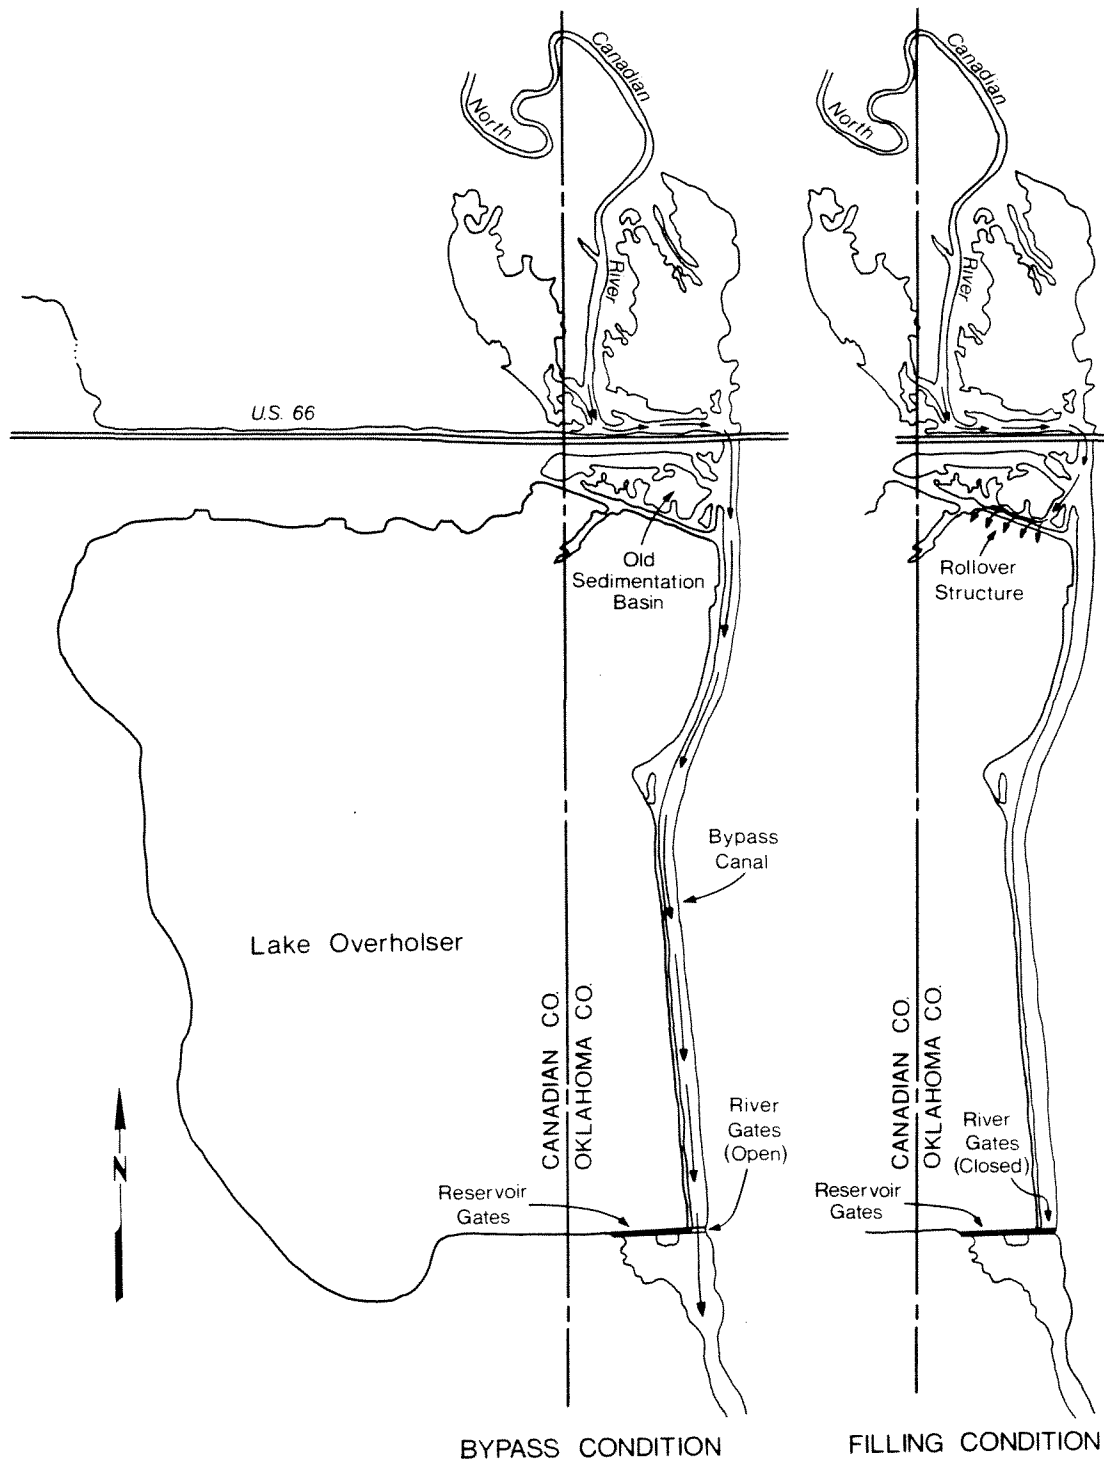 North
Canadian
River
U.S. 66
Old
Sedimentation
Basin
Bypass
Canal
Lake Overholser
CANADIAN CO.
OKLAHOMA CO.
N
River
Gates
(Open)
Reservoir
Gates
BYPASS CONDITION
North
Canadian
River
Rollover
Structure
CANADIAN CO.
OKLAHOMA CO.
River
Gates
(Closed)
Reservoir
Gates
FILLING CONDITION